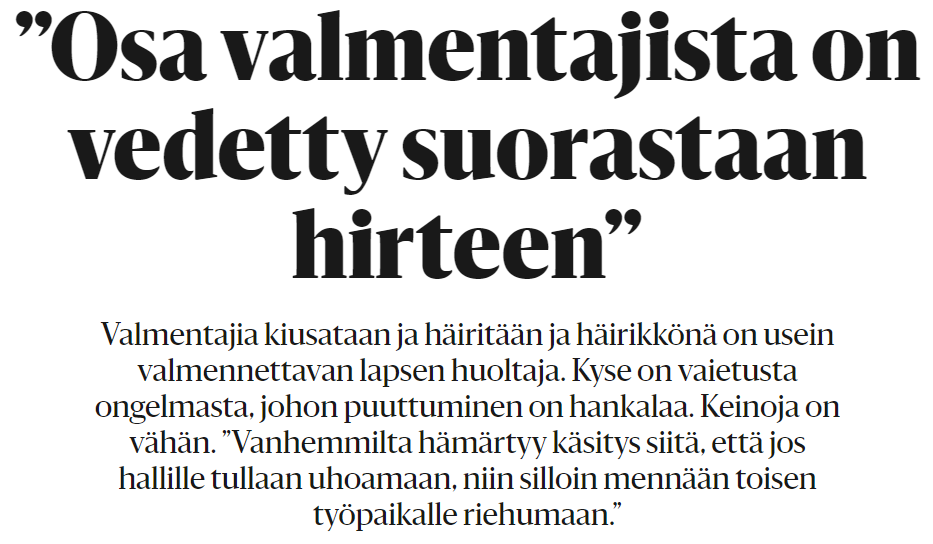 ”Osa valmentajista on
vedetty suorastaan
hirteen”
Valmentajia kiusataan ja häiritään ja häirikkönä on usein
valmennettavan lapsen huoltaja. Kyse on vaietusta
ongelmasta, johon puuttuminen on hankalaa. Keinoja on
vähän. ”Vanhemmilta hämärtyy käsitys siitä, että jos
hallille tullaan uhoamaan, niin silloin mennään toisen
työpaikalle riehumaan.”